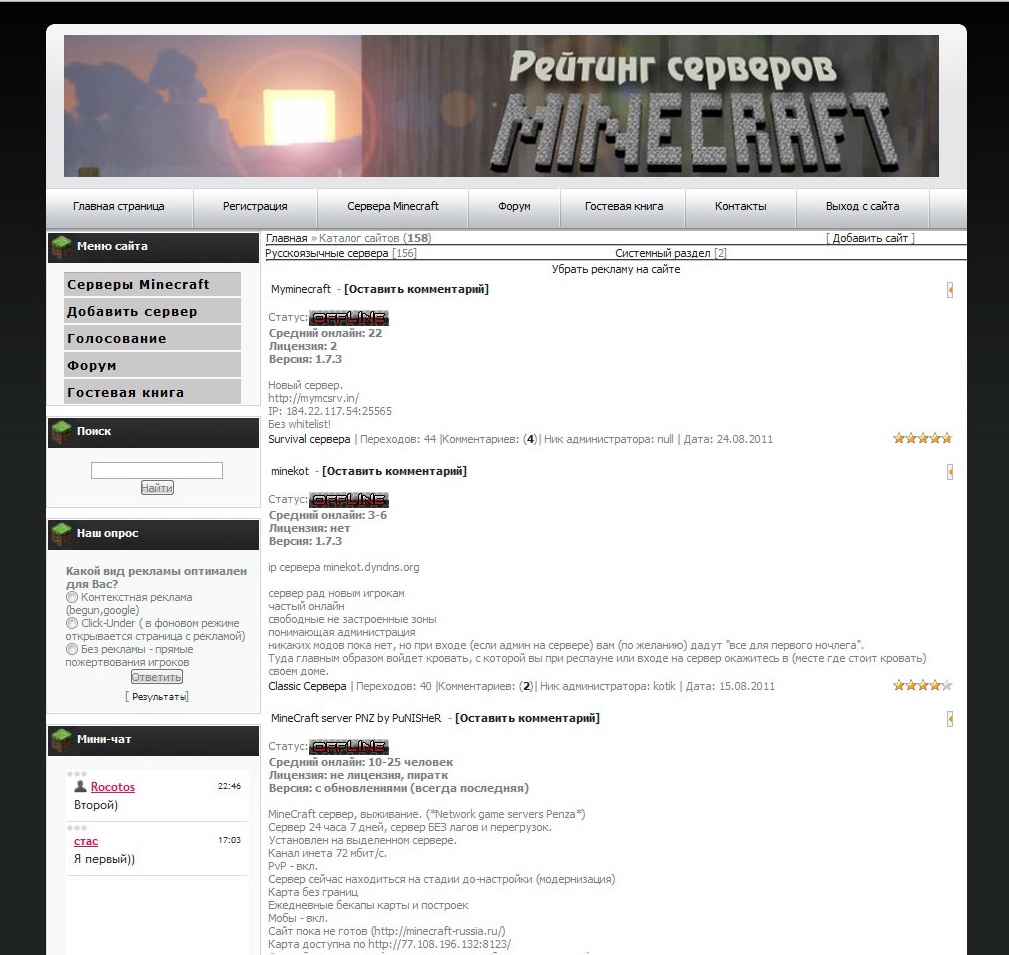 Рейтинг серверов
MINECRAFT
Главная страница
Регистрация
Сервера Minecraft
Форум
Гостевая книга
Контакты
Выход с сайта
Меню сайта
Серверы Minecraft
Добавить сервер
Голосование
Форум
Гостевая книга
Поиск
Найти
Наш опрос
Какой вид рекламы оптимален
для Вас?
Контекстная реклама
(begun,google)
Click-Under ( в фоновом режиме
открывается страница с рекламой)
Без рекламы - прямые
пожертвования игроков
Ответить
[ Результаты]
Мини-чат
Rocotos 22:46
Второй)
стас 17:03
Я первый))
Главная » Каталог сайтов (158) [ Добавить сайт ]
Русскоязычные сервера [156] Системный раздел [2]
Убрать рекламу на сайте
Myminecraft - [Оставить комментарий]
Статус: OFFLINE
Средний онлайн: 22
Лицензия: 2
Версия: 1.7.3
Новый сервер.
http://mymcsrv.in/
IP: 184.22.117.54:25565
Без whitelist!
Survival сервера | Переходов: 44 |Комментариев: (4)| Ник администратора: null | Дата: 24.08.2011
minekot - [Оставить комментарий]
Статус: OFFLINE
Средний онлайн: 3-6
Лицензия: нет
Версия: 1.7.3
ip сервера minekot.dyndns.org
сервер рад новым игрокам
частый онлайн
свободные не застроенные зоны
понимающая администрация
никаких модов пока нет, но при входе (если админ на сервере) вам (по желанию) дадут "все для первого ночлега".
Туда главным образом войдет кровать, с которой вы при респауне или входе на сервер окажитесь в (месте где стоит кровать)
своем доме.
Classic Сервера | Переходов: 40 |Комментариев: (2)| Ник администратора: kotik | Дата: 15.08.2011
MineCraft server PNZ by PuNISHeR - [Оставить комментарий]
Статус: OFFLINE
Средний онлайн: 10-25 человек
Лицензия: не лицензия, пиратк
Версия: с обновлениями (всегда последняя)
MineCraft сервер, выживание. (*Network game servers Penza*)
Сервер 24 часа 7 дней, сервер БЕЗ лагов и перегрузок.
Установлен на выделенном сервере.
Канал инета 72 мбит/с.
PvP - вкл.
Сервер сейчас находиться на стадии до-настройки (модернизация)
Карта без границ
Ежедневные бекапы карты и построек
Мобы - вкл.
Сайт пока не готов (http://minecraft-russia.ru/)
Карта доступна по http://77.108.196.132:8123/